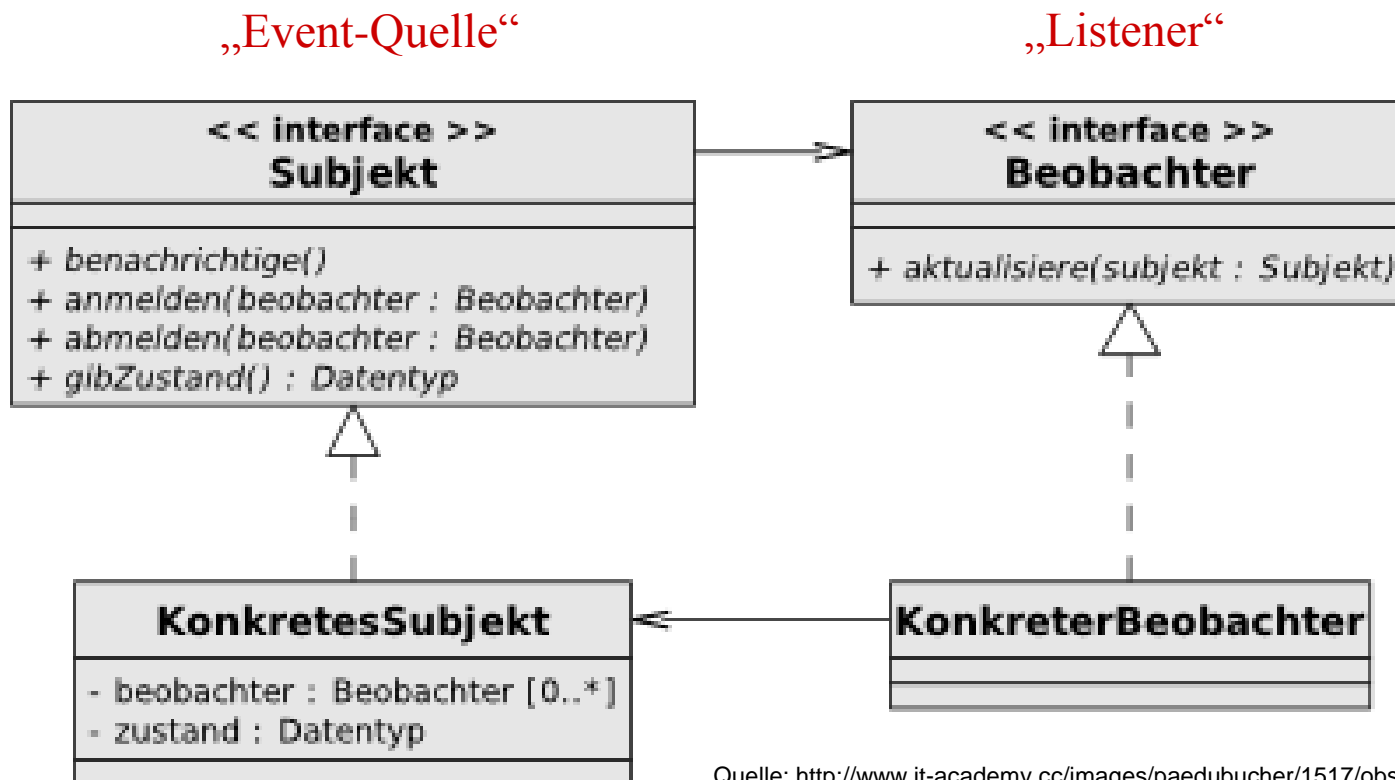 „Event-Quelle“
„Listener“
<< interface >>
Subjekt
+ benachrichtige()
+ anmelden(beobachter : Beobachter)
+ abmelden(beobachter : Beobachter)
+ gibZustand() : Datentyp
<< interface >>
Beobachter
+ aktualisiere(subjekt : Subjekt)
KonkretesSubjekt
- beobachter : Beobachter [0..*]
- zustand : Datentyp
KonkreterBeobachter
Quelle: http://www.it-academy.cc/images/paedubucher/1517/obs